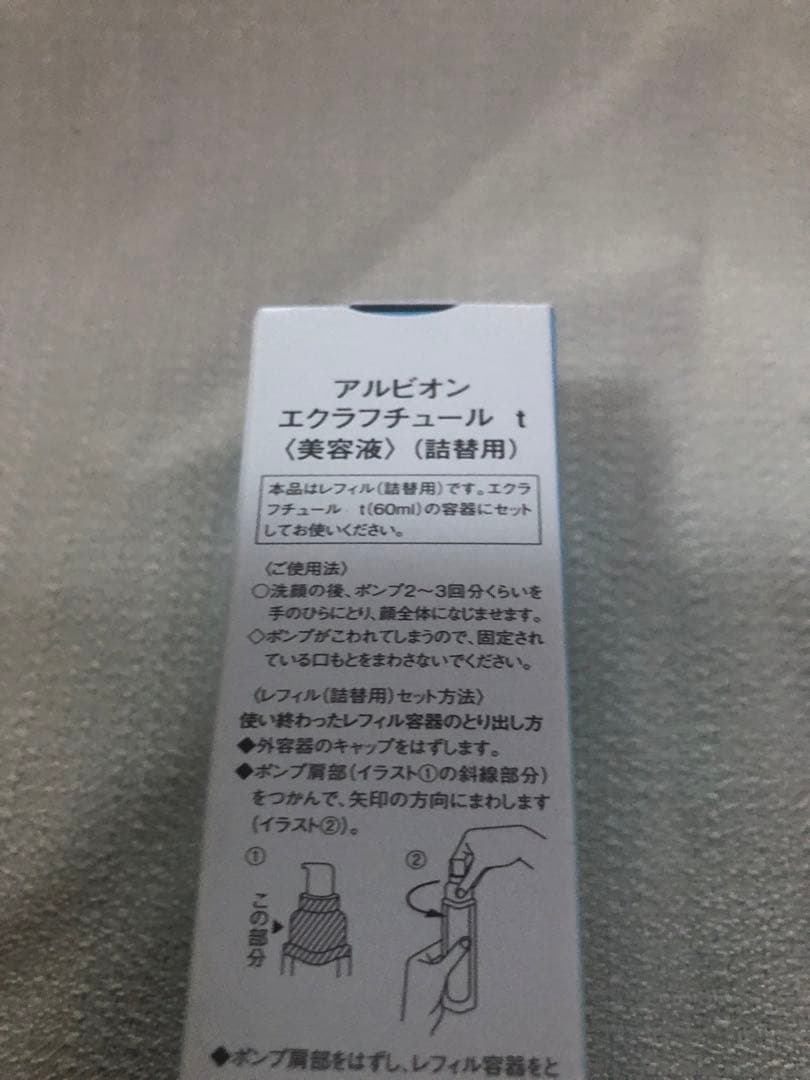 アルビオン
エクラフチュール t
〈美容液〉(詰替用)
本品はレフィル(詰替用)です。エクラ
フチュール t(60ml)の容器にセット
してお使いください。
〈ご使用法〉
○洗顔の後、ポンプ2～3回分くらいを
手のひらにとり、顔全体になじませます。
◇ポンプがこわれてしまうので、固定され
ている口もとをまわさないでください。
〈レフィル(詰替用)セット方法〉
使い終わったレフィル容器のとり出し方
◆外容器のキャップをはずします。
◆ポンプ肩部(イラスト①の斜線部分)
をつかんで、矢印の方向にまわします
(イラスト②)。
①
②
この部分
◆ポンプ肩部をはずし、レフィル容器をと